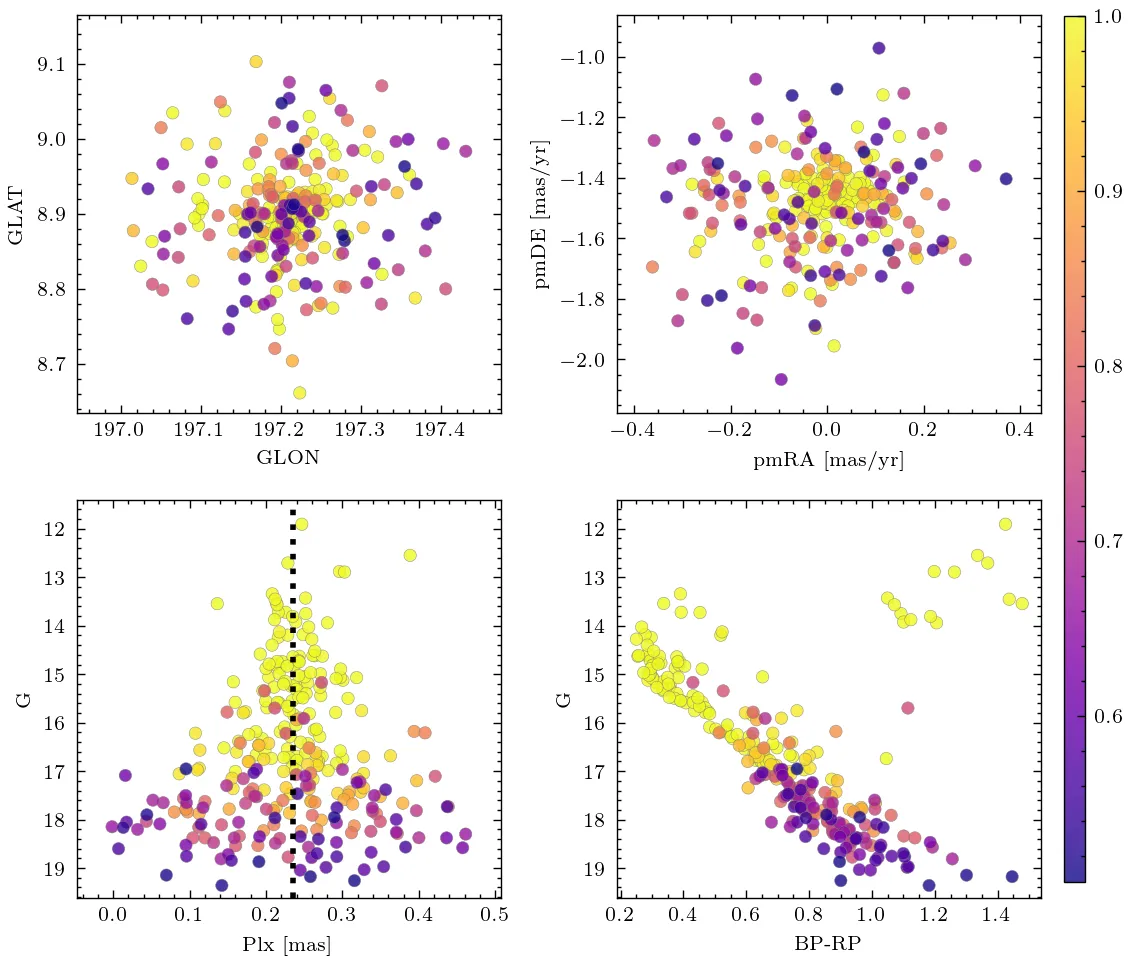 9.1
9.0
8.9
8.8
8.7
GLAT
197.0 197.1 197.2 197.3 197.4
GLON
−1.0
−1.2
−1.4
−1.6
−1.8
−2.0
pmDE [mas/yr]
−0.4 −0.2 0.0 0.2 0.4
pmRA [mas/yr]
12
13
14
15
16
17
18
19
G
0.0 0.1 0.2 0.3 0.4 0.5
Plx [mas]
12
13
14
15
16
17
18
19
G
0.2 0.4 0.6 0.8 1.0 1.2 1.4
BP-RP
1.0
0.9
0.8
0.7
0.6